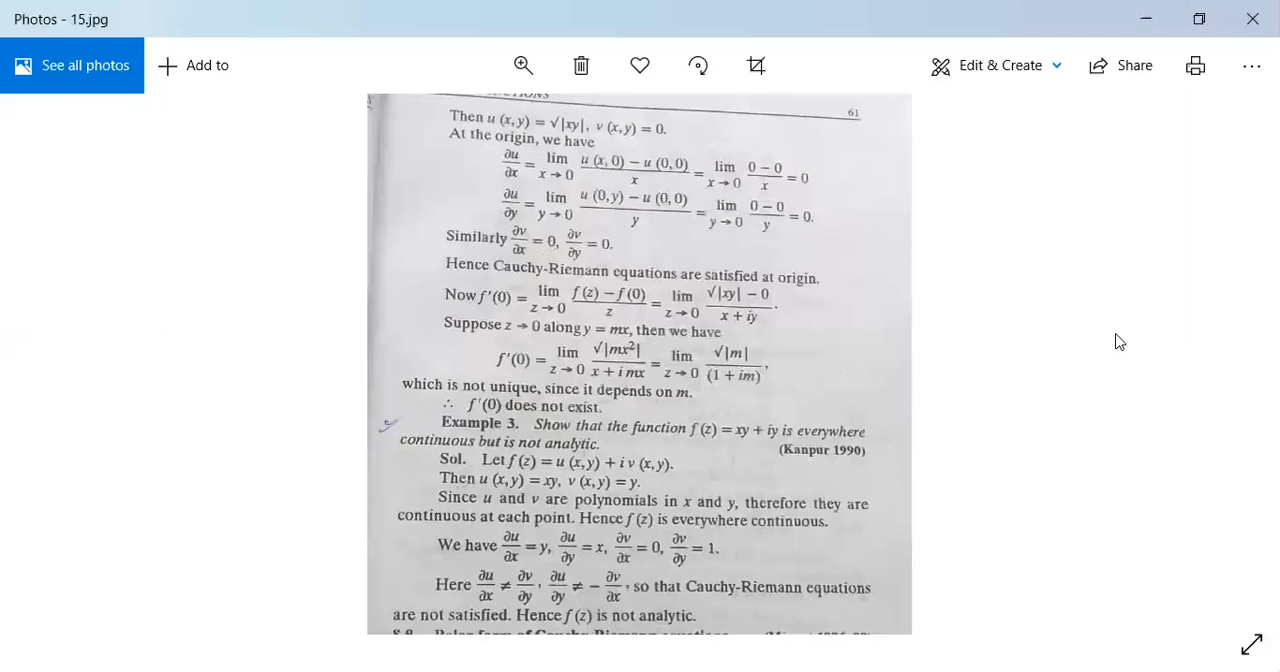 Photos - 15.jpg
See all photos
Add to
Edit & Create
Share
61
Then u (x, y) = √|xy|, v (x, y) = 0.
At the origin, we have
∂u/∂x = lim x→0 (u (x, 0) − u (0, 0))/x = lim x→0 (0 − 0)/x = 0
∂u/∂y = lim y→0 (u (0, y) − u (0, 0))/y = lim y→0 (0 − 0)/y = 0.
Similarly ∂v/∂x = 0, ∂v/∂y = 0.
Hence Cauchy-Riemann equations are satisfied at origin.
Now f′(0) = lim z→0 (f (z) − f (0))/z = lim z→0 (√|xy| − 0)/(x + iy).
Suppose z → 0 along y = mx, then we have
f′(0) = lim z→0 √|mx²|/(x + i mx) = lim z→0 √|m|/(1 + im),
which is not unique, since it depends on m.
∴ f′(0) does not exist.
Example 3. Show that the function f (z) = xy + iy is everywhere
continuous but is not analytic. (Kanpur 1990)
Sol. Let f (z) = u (x, y) + i v (x, y).
Then u (x, y) = xy, v (x, y) = y.
Since u and v are polynomials in x and y, therefore they are
continuous at each point. Hence f (z) is everywhere continuous.
We have ∂u/∂x = y, ∂u/∂y = x, ∂v/∂x = 0, ∂v/∂y = 1.
Here ∂u/∂x ≠ ∂v/∂y, ∂u/∂y ≠ − ∂v/∂x, so that Cauchy-Riemann equations
are not satisfied. Hence f (z) is not analytic.